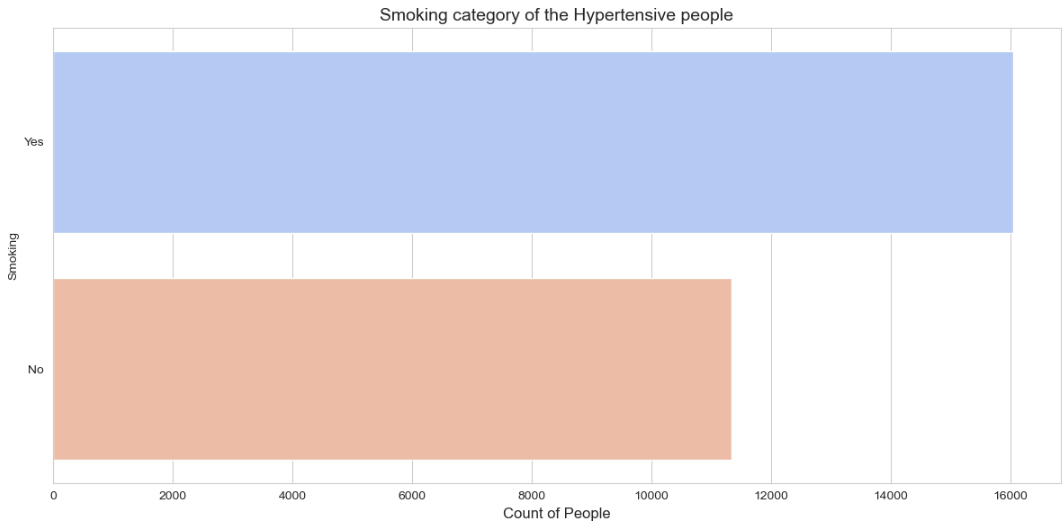 Smoking category of the Hypertensive people
Yes
Smoking
No
0 2000 4000 6000 8000 10000 12000 14000 16000
Count of People